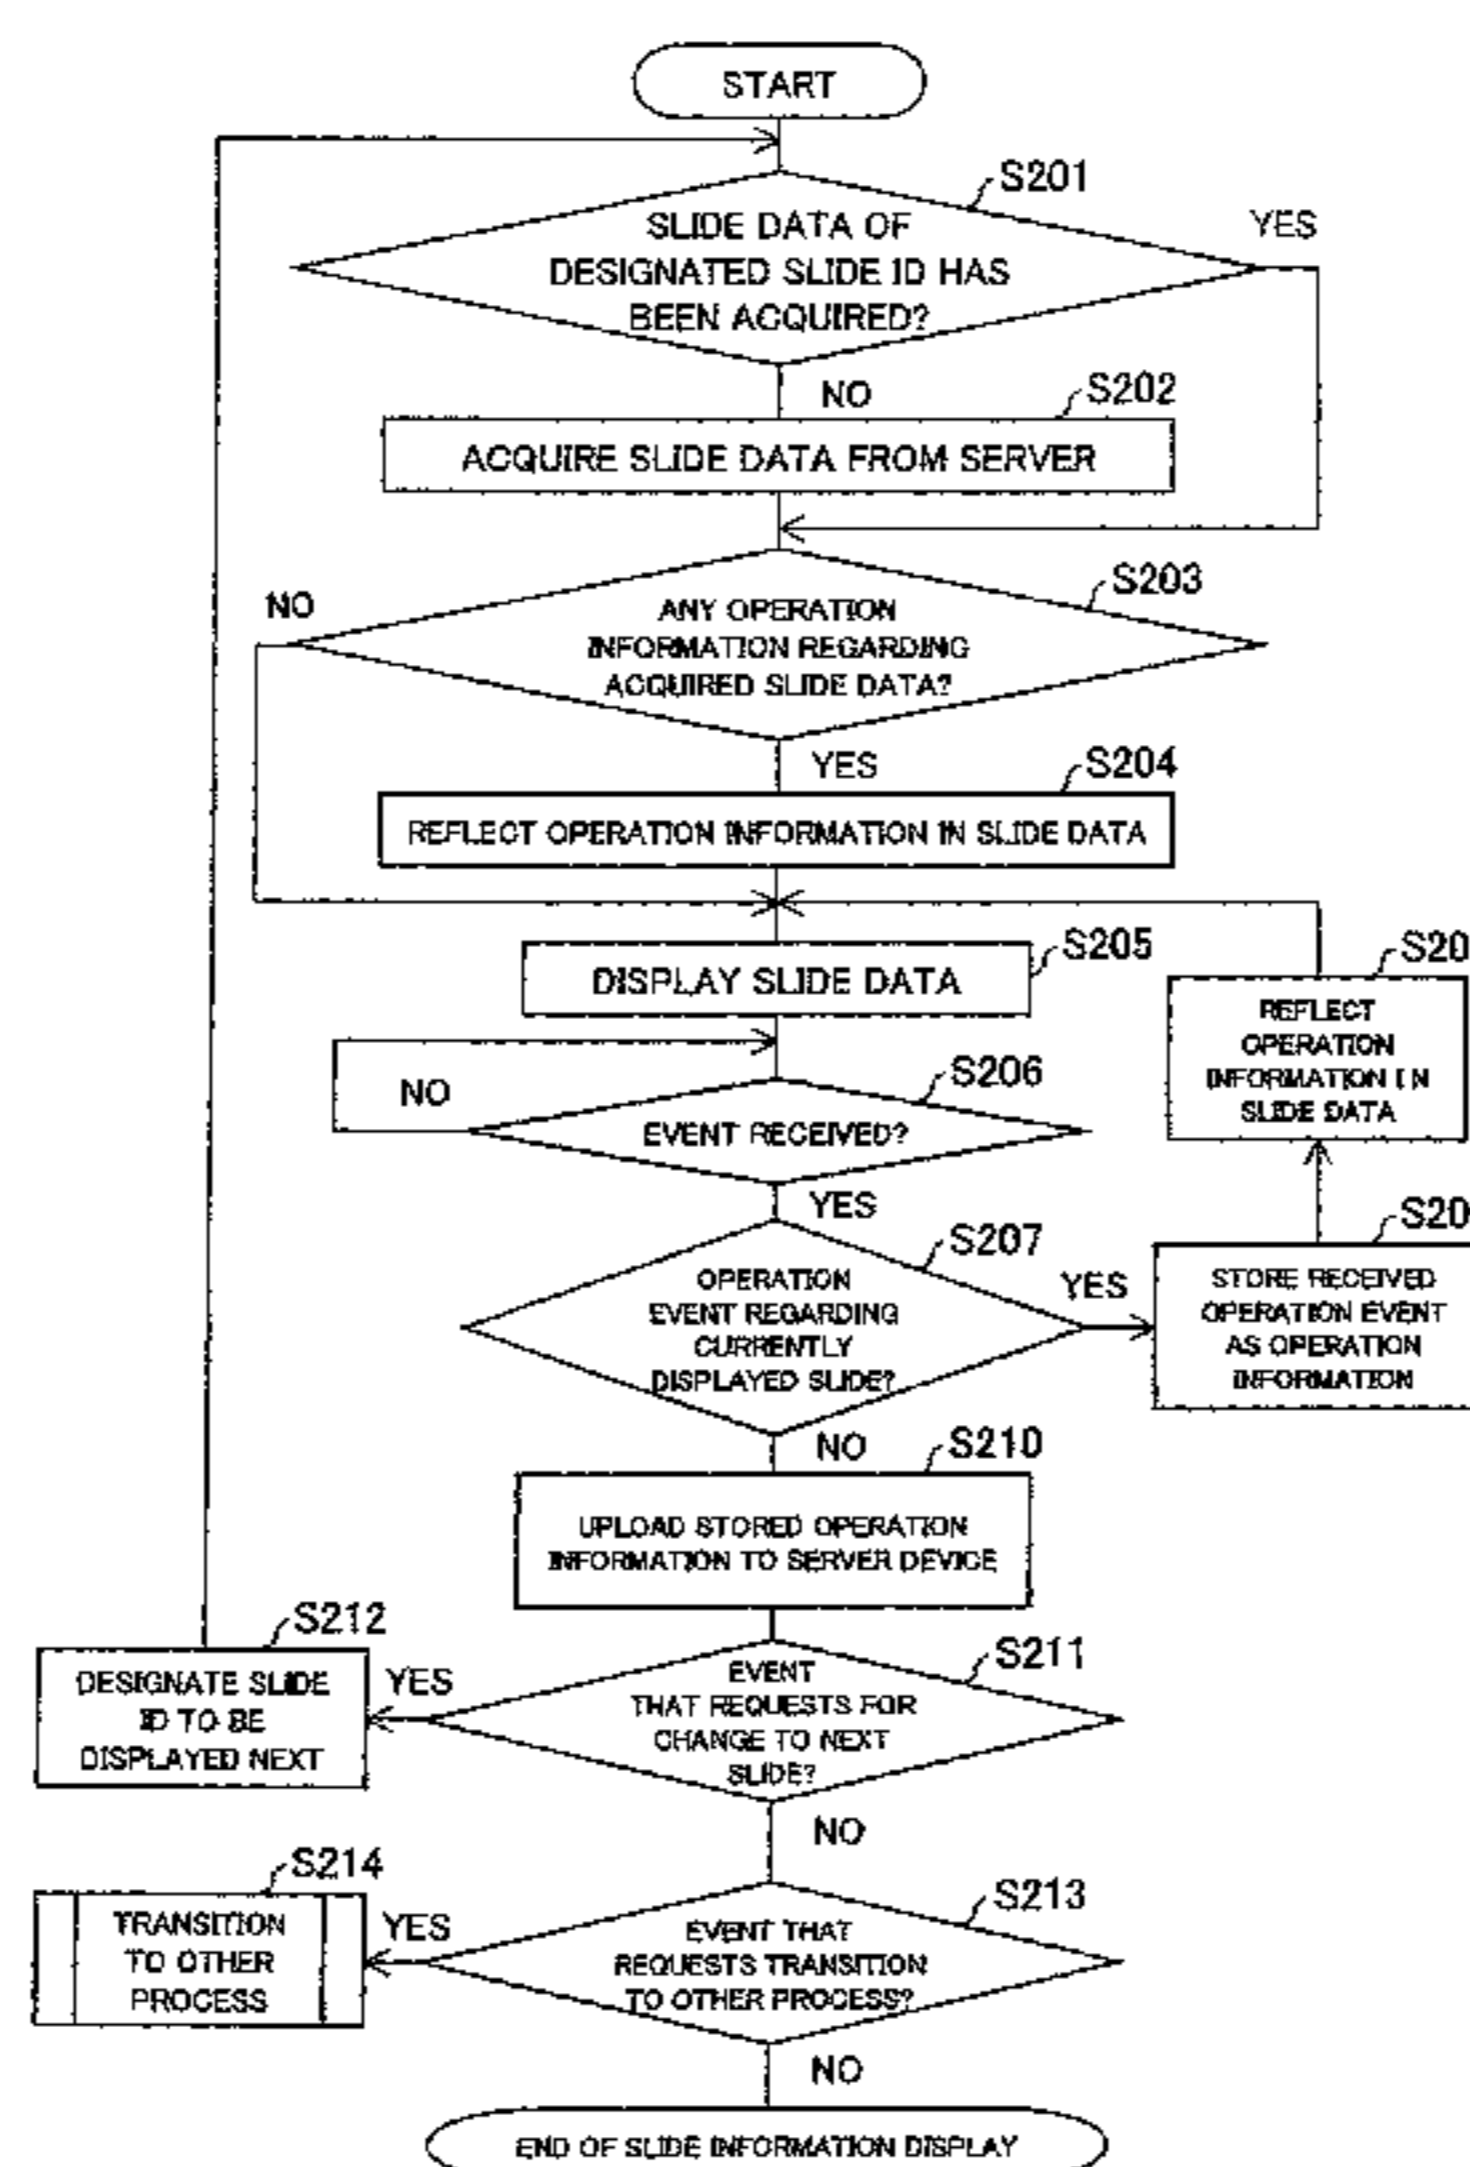 START
S201
SLIDE DATA OF
DESIGNATED SLIDE ID HAS
BEEN ACQUIRED?
YES
NO
S202
ACQUIRE SLIDE DATA FROM SERVER
S203
NO
ANY OPERATION
INFORMATION REGARDING
ACQUIRED SLIDE DATA?
YES
S204
REFLECT OPERATION INFORMATION IN SLIDE DATA
S205
DISPLAY SLIDE DATA
S20
REFLECT
OPERATION
INFORMATION IN
SLIDE DATA
NO
S206
EVENT RECEIVED?
YES
S207
OPERATION
EVENT REGARDING
CURRENTLY
DISPLAYED SLIDE?
YES
S20
STORE RECEIVED
OPERATION EVENT
AS OPERATION
INFORMATION
NO
S210
UPLOAD STORED OPERATION
INFORMATION TO SERVER DEVICE
S211
EVENT
THAT REQUESTS FOR
CHANGE TO NEXT
SLIDE?
YES
S212
DESIGNATE SLIDE
ID TO BE
DISPLAYED NEXT
NO
S213
EVENT THAT
REQUESTS TRANSITION
TO OTHER PROCESS?
YES
S214
TRANSITION
TO OTHER
PROCESS
NO
END OF SLIDE INFORMATION DISPLAY